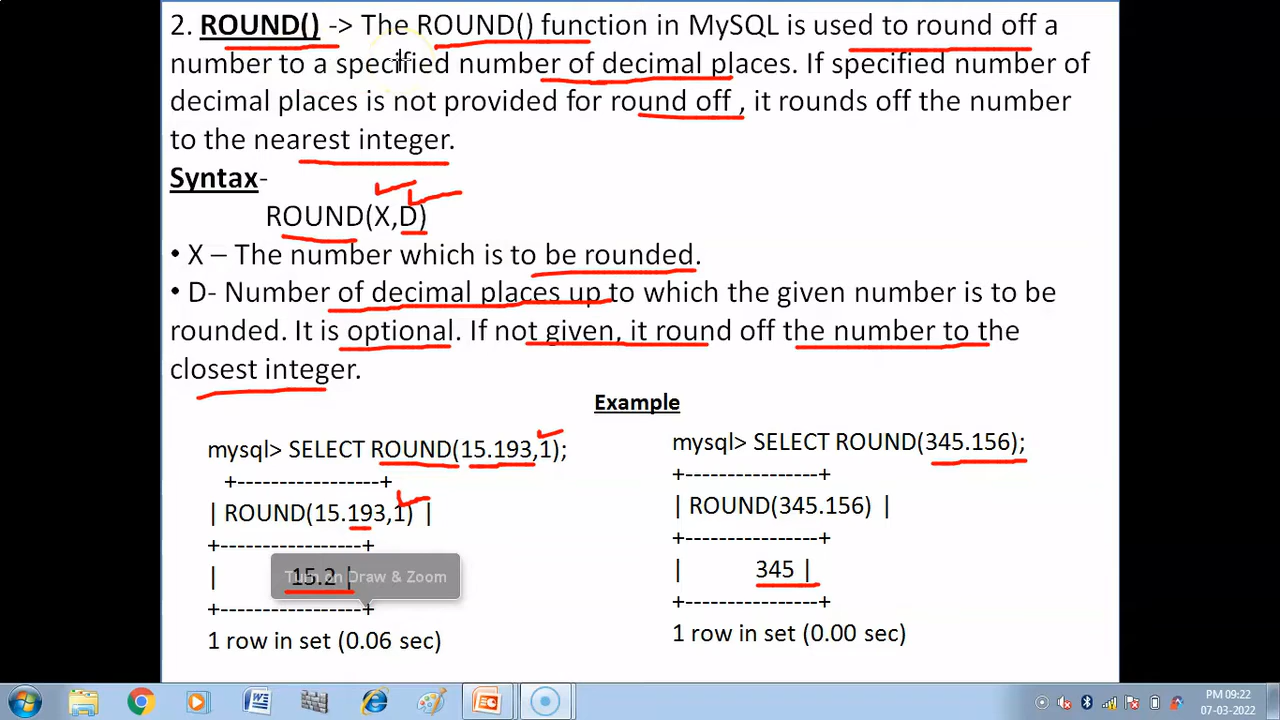 2. ROUND() -> The ROUND() function in MySQL is used to round off a
number to a specified number of decimal places. If specified number of
decimal places is not provided for round off , it rounds off the number
to the nearest integer.
Syntax-
ROUND(X,D)
• X – The number which is to be rounded.
• D- Number of decimal places up to which the given number is to be
rounded. It is optional. If not given, it round off the number to the
closest integer.
Example
mysql> SELECT ROUND(15.193,1);
+-----------------+
| ROUND(15.193,1) |
+-----------------+
| 15.2 |
Turn on Draw & Zoom
+-----------------+
1 row in set (0.06 sec)
mysql> SELECT ROUND(345.156);
+----------------+
| ROUND(345.156) |
+----------------+
| 345 |
+----------------+
1 row in set (0.00 sec)
PM 09:22
07-03-2022